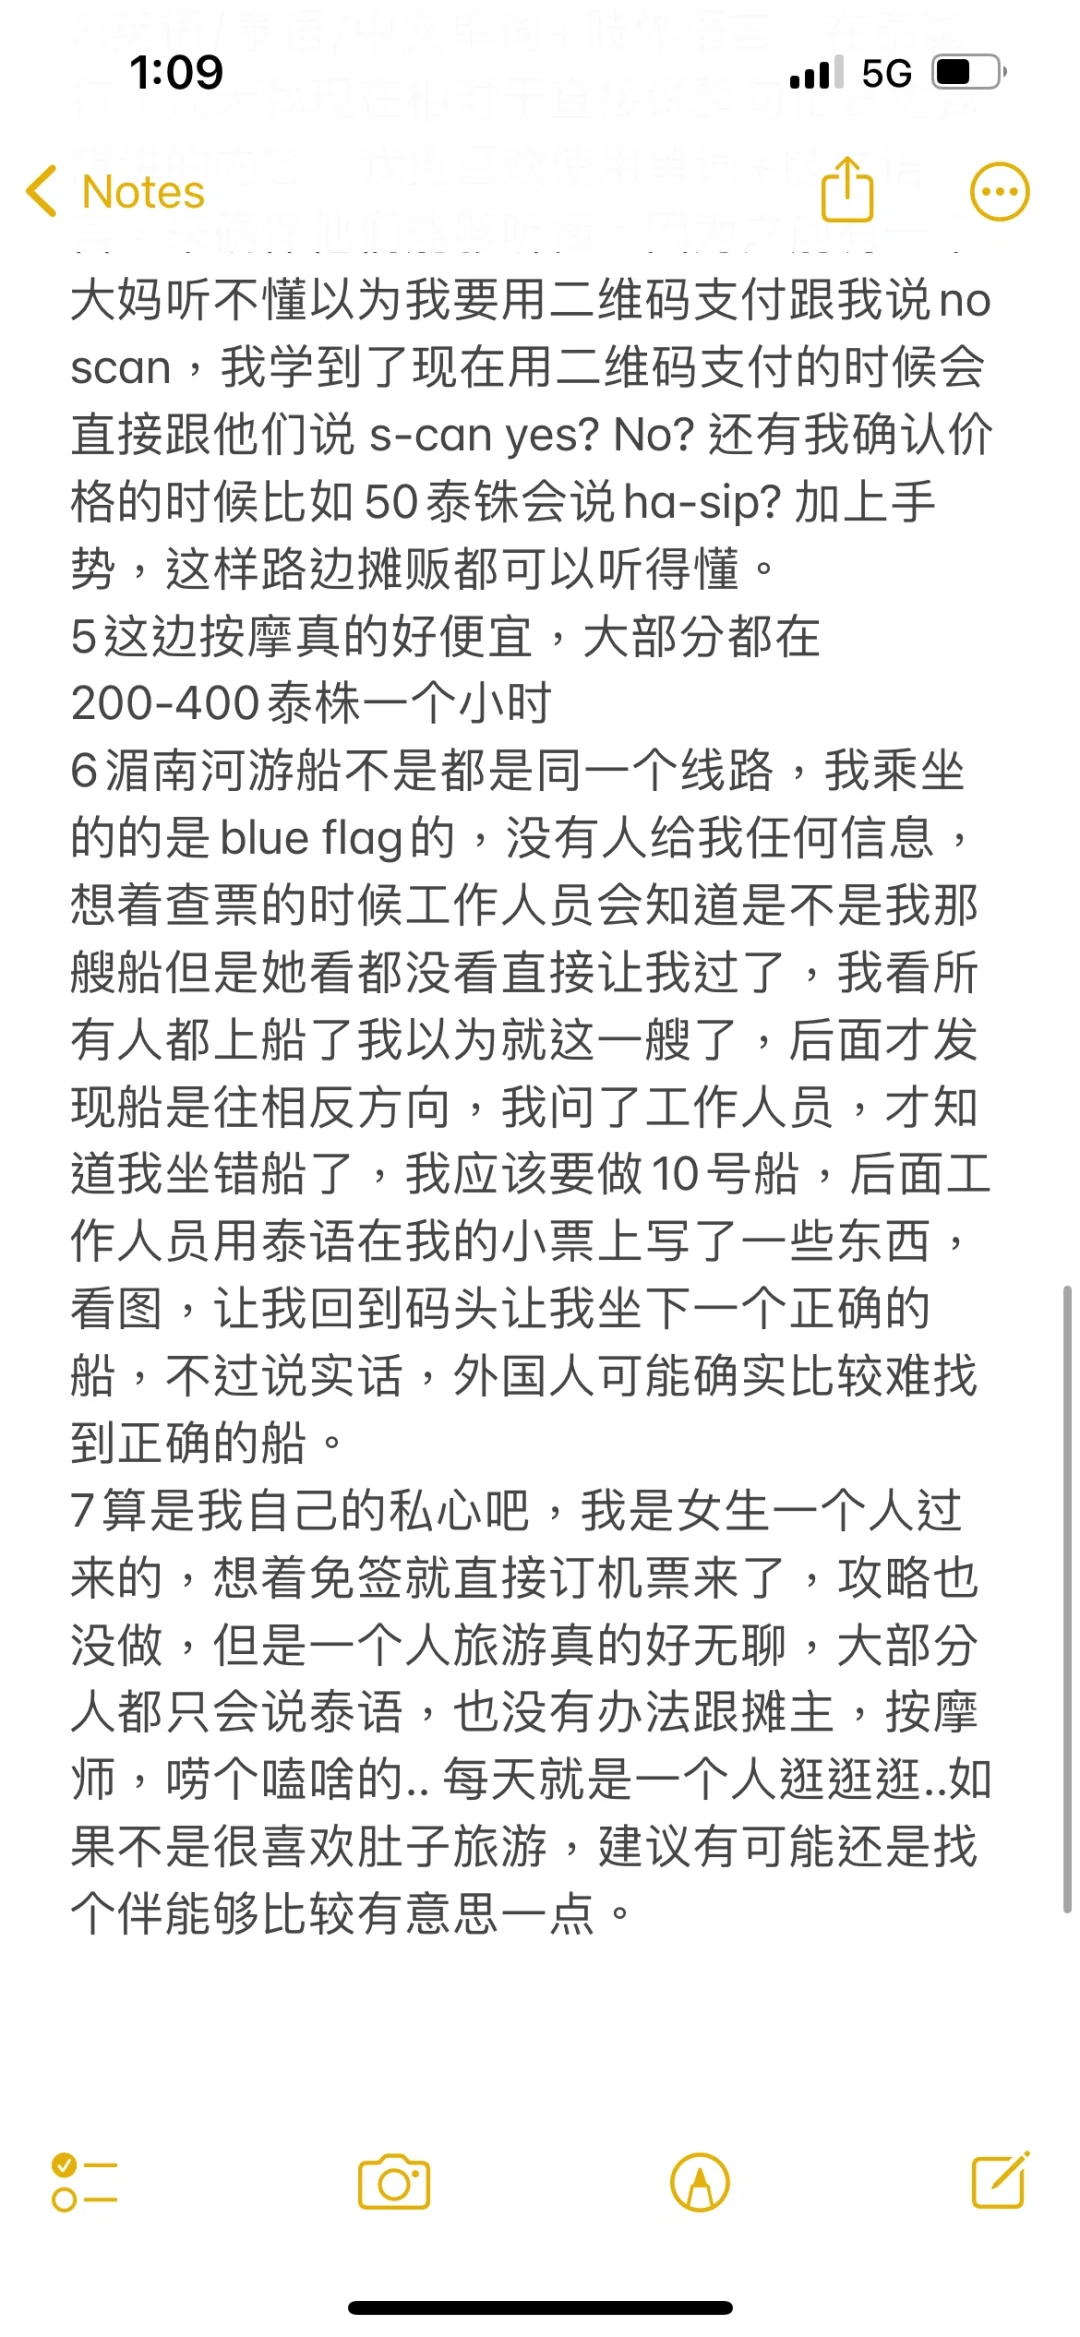 1:09
5G
Notes
大妈听不懂以为我要用二维码支付跟我说no
scan，我学到了现在用二维码支付的时候会
直接跟他们说 s-can yes? No? 还有我确认价
格的时候比如50泰铢会说ha-sip? 加上手
势，这样路边摊贩都可以听得懂。
5这边按摩真的好便宜，大部分都在
200-400泰株一个小时
6湄南河游船不是都是同一个线路，我乘坐
的的是blue flag的，没有人给我任何信息，
想着查票的时候工作人员会知道是不是我那
艘船但是她看都没看直接让我过了，我看所
有人都上船了我以为就这一艘了，后面才发
现船是往相反方向，我问了工作人员，才知
道我坐错船了，我应该要做10号船，后面工
作人员用泰语在我的小票上写了一些东西，
看图，让我回到码头让我坐下一个正确的
船，不过说实话，外国人可能确实比较难找
到正确的船。
7算是我自己的私心吧，我是女生一个人过
来的，想着免签就直接订机票来了，攻略也
没做，但是一个人旅游真的好无聊，大部分
人都只会说泰语，也没有办法跟摊主，按摩
师，唠个嗑啥的.. 每天就是一个人逛逛逛..如
果不是很喜欢肚子旅游，建议有可能还是找
个伴能够比较有意思一点。